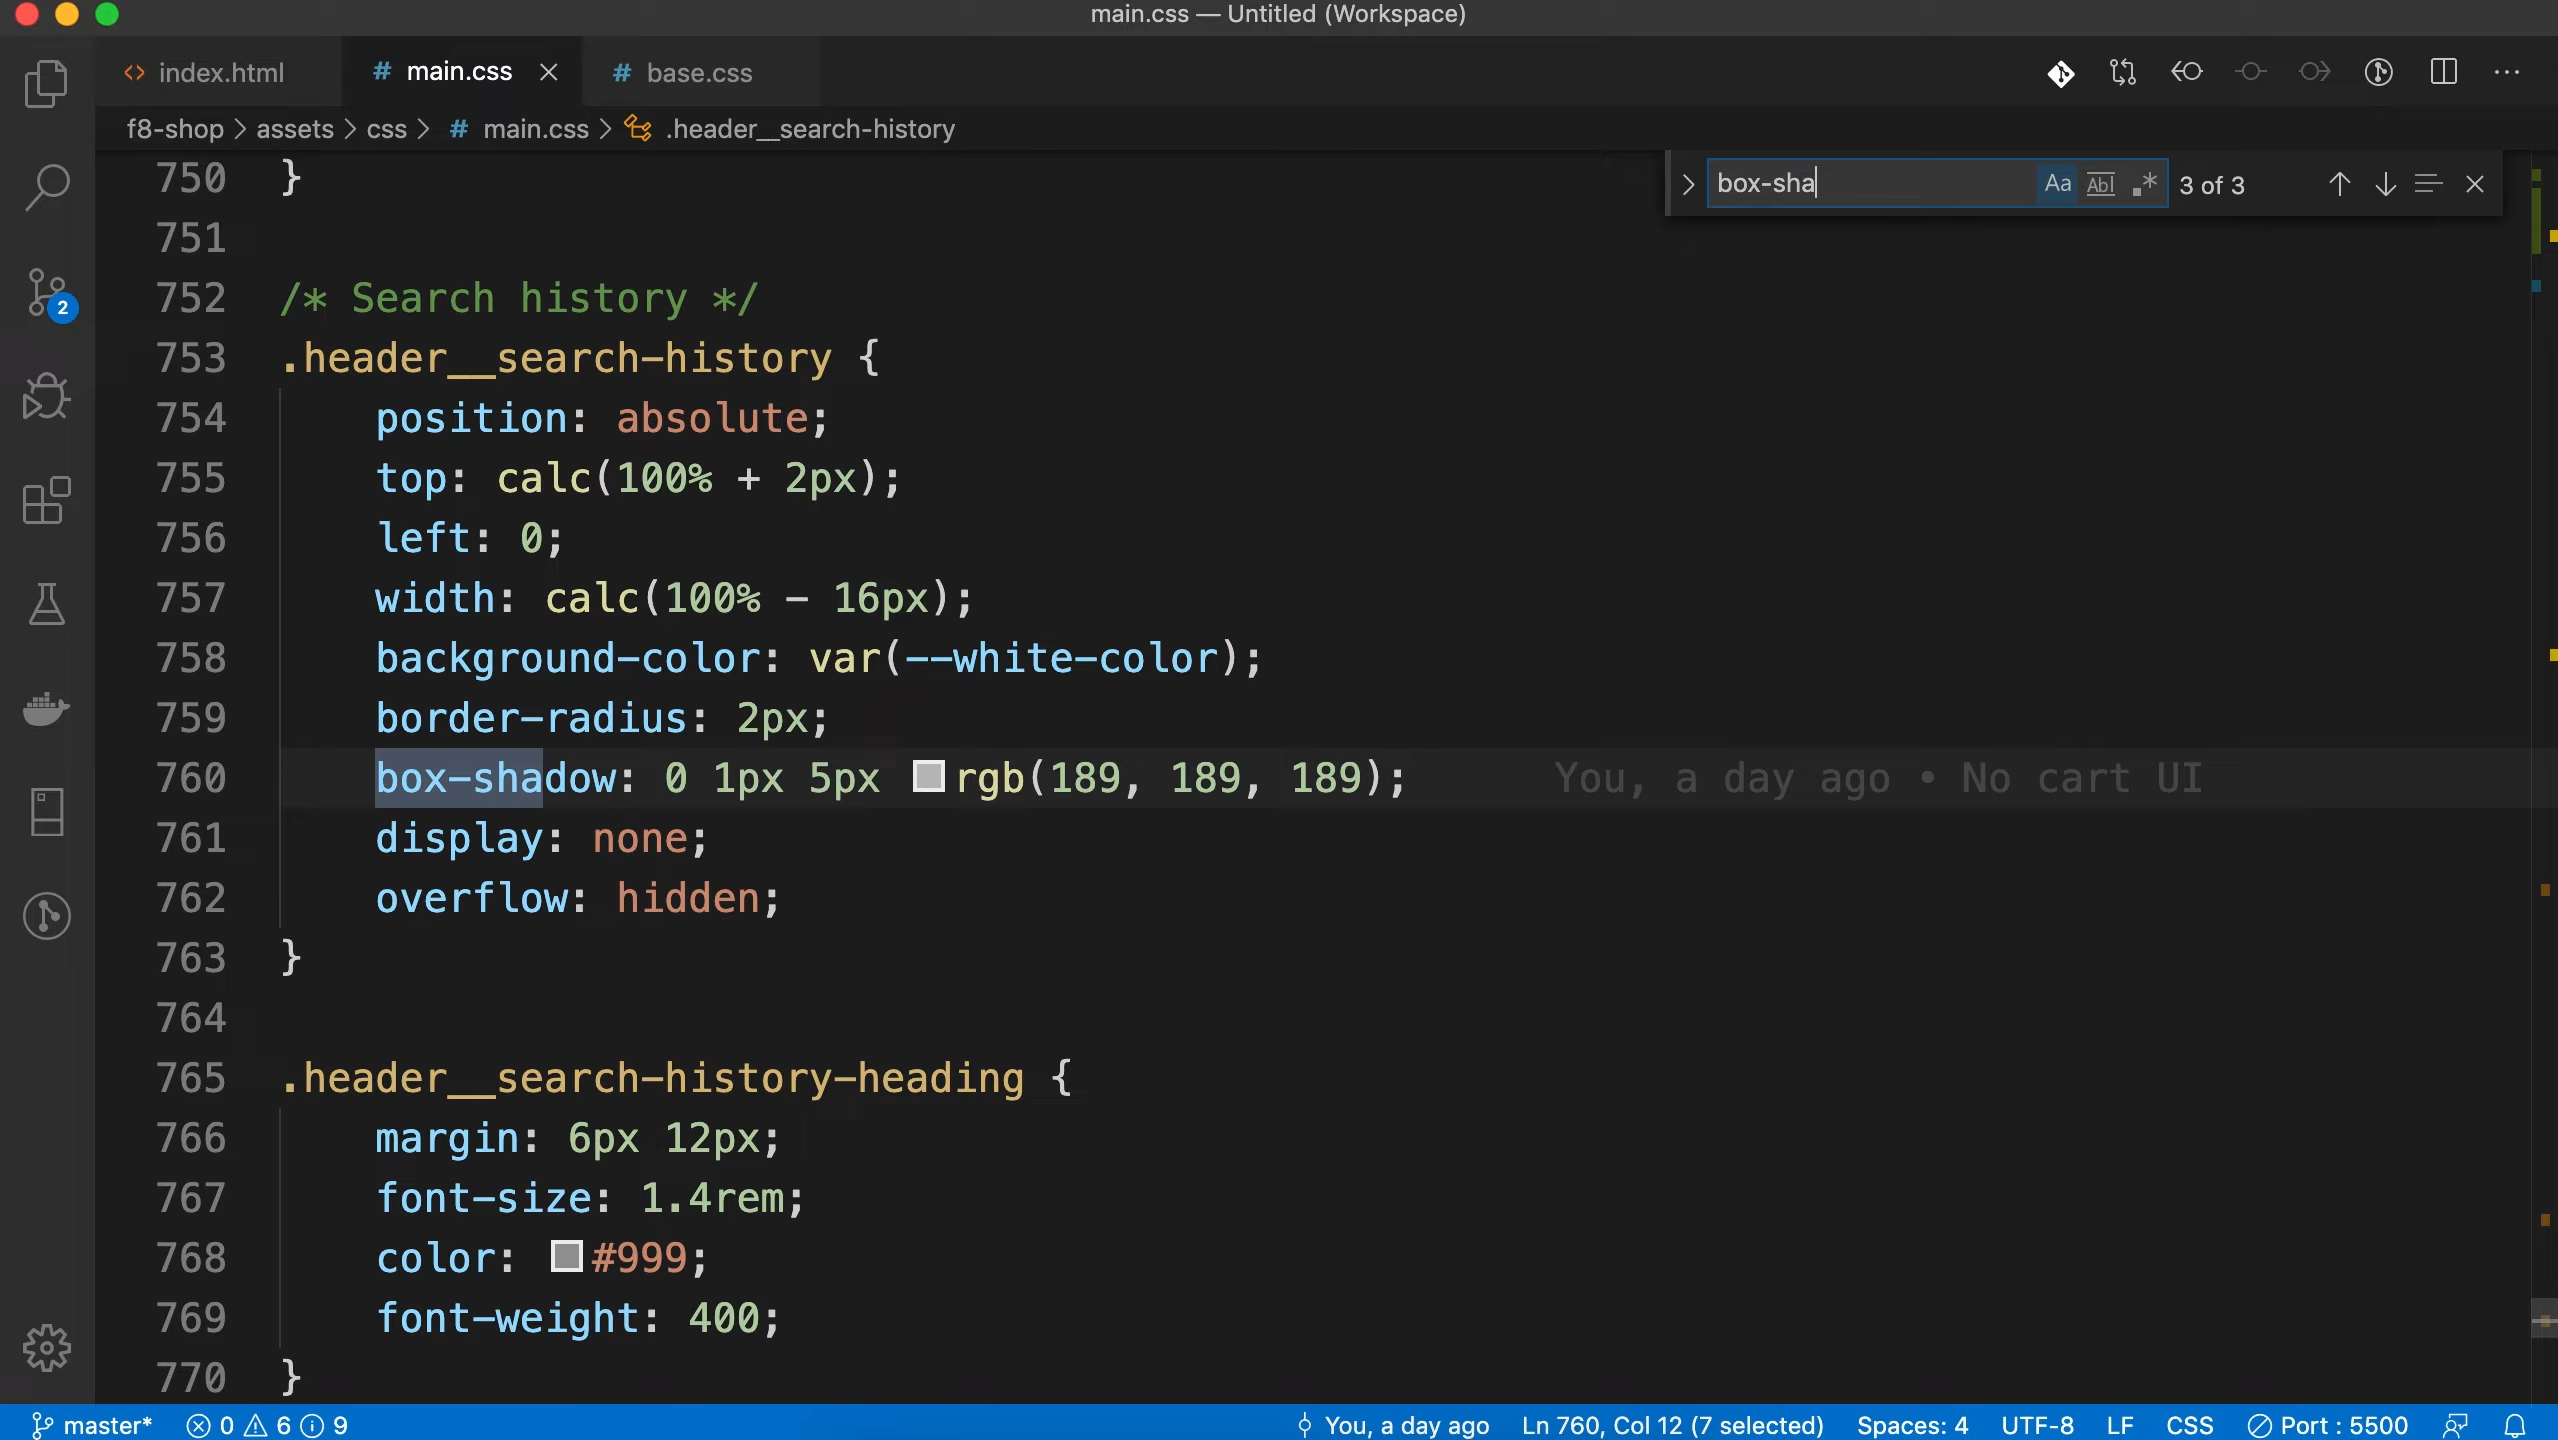 main.css — Untitled (Workspace)
index.html
# main.css
# base.css
f8-shop > assets > css > # main.css > .header__search-history
box-sha Aa Abl .* 3 of 3
750 }
751
752 /* Search history */
753 .header__search-history {
754 position: absolute;
755 top: calc(100% + 2px);
756 left: 0;
757 width: calc(100% - 16px);
758 background-color: var(--white-color);
759 border-radius: 2px;
760 box-shadow: 0 1px 5px rgb(189, 189, 189); You, a day ago • No cart UI
761 display: none;
762 overflow: hidden;
763 }
764
765 .header__search-history-heading {
766 margin: 6px 12px;
767 font-size: 1.4rem;
768 color: #999;
769 font-weight: 400;
770 }
2
master* 0 6 9 You, a day ago Ln 760, Col 12 (7 selected) Spaces: 4 UTF-8 LF CSS Port : 5500